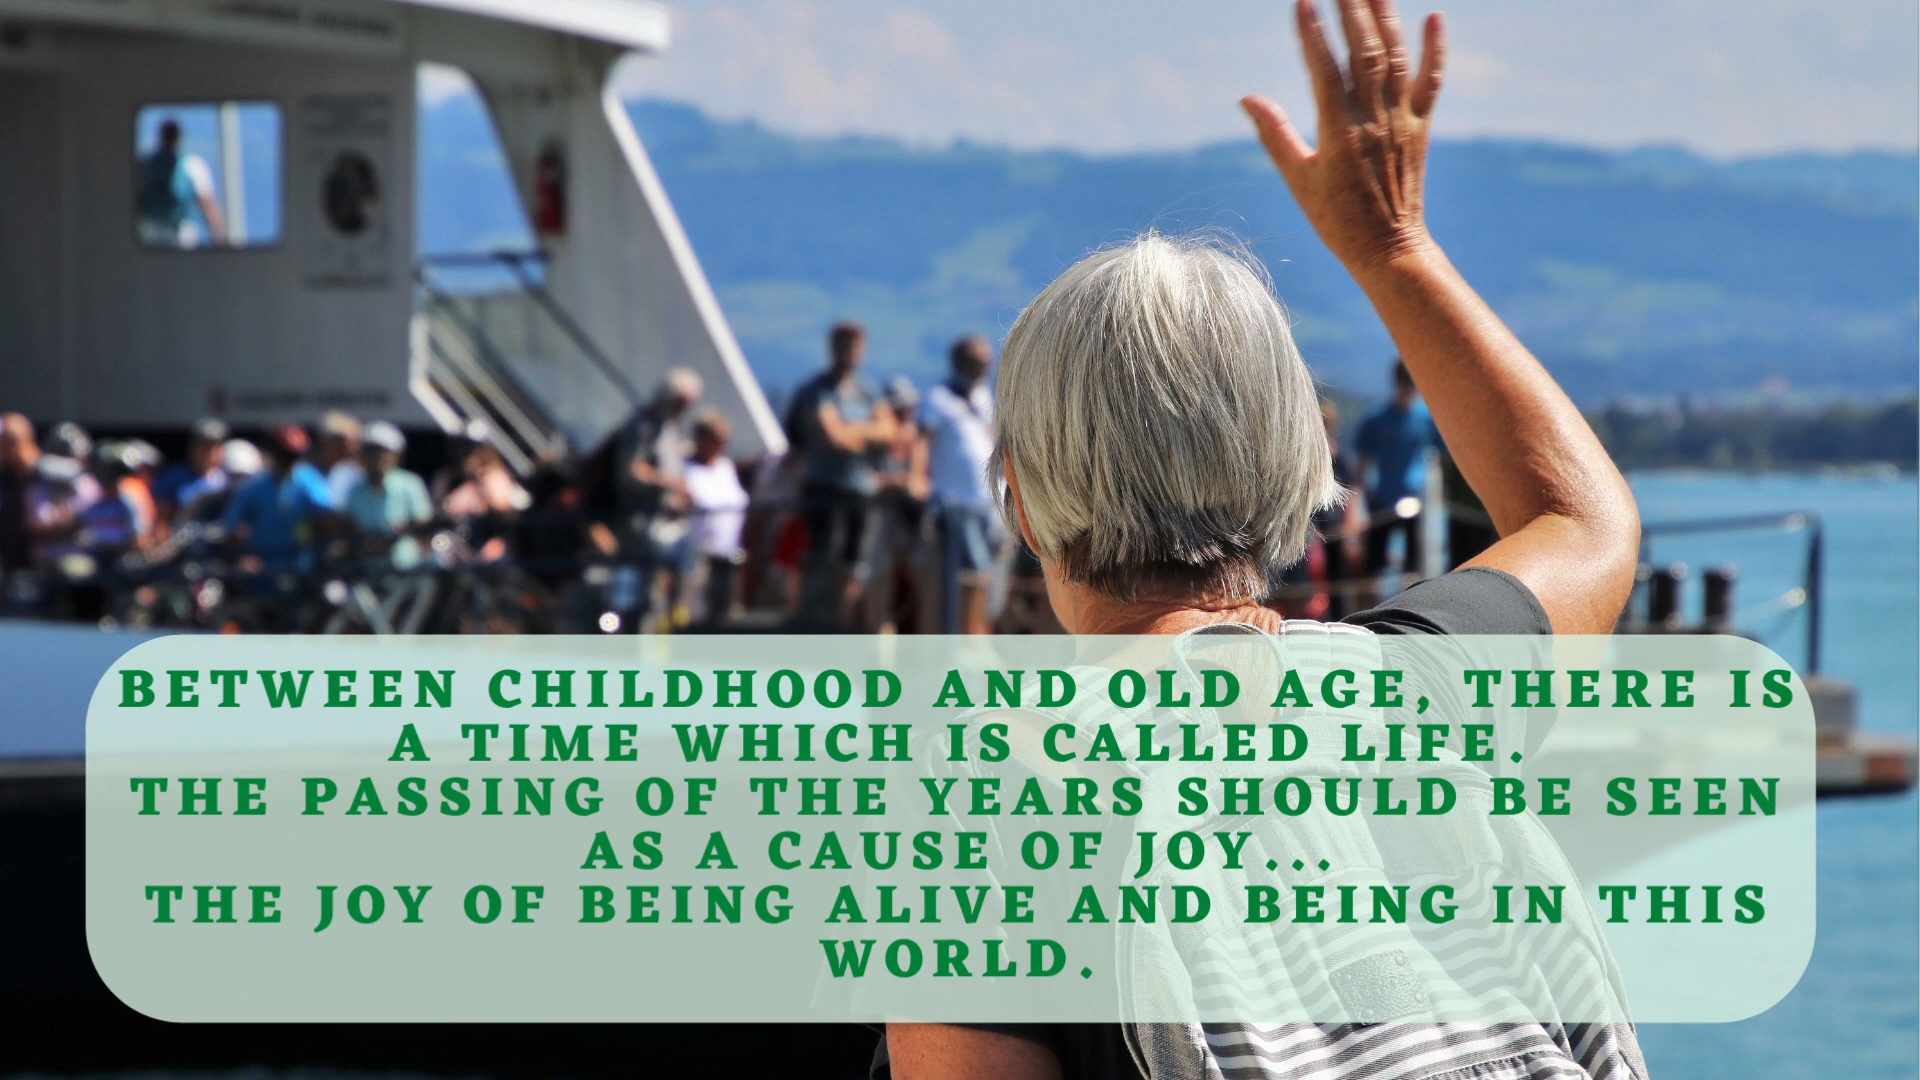 BETWEEN CHILDHOOD AND OLD AGE, THERE IS
A TIME WHICH IS CALLED LIFE.
THE PASSING OF THE YEARS SHOULD BE SEEN
AS A CAUSE OF JOY...
THE JOY OF BEING ALIVE AND BEING IN THIS
WORLD.